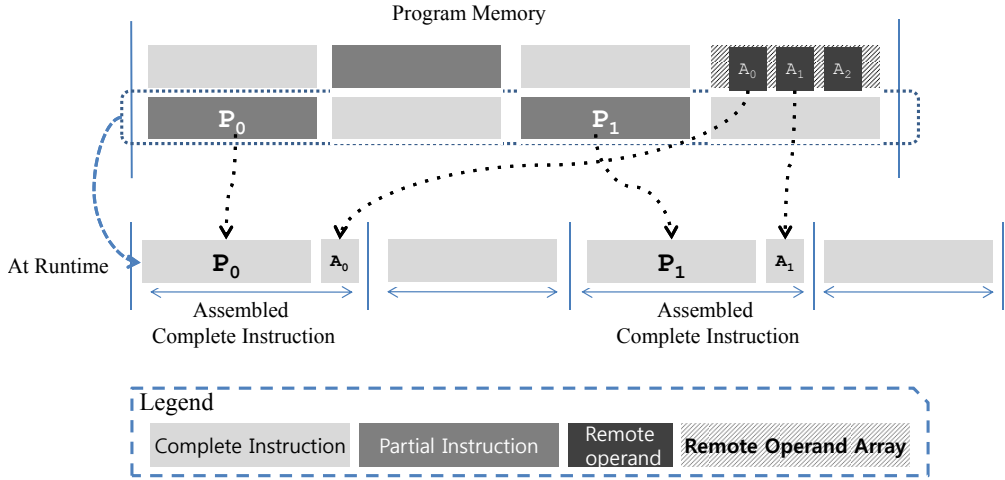 Program Memory
A0 A1 A2
P0 P1
At Runtime
P0 A0 P1 A1
Assembled Complete Instruction
Assembled Complete Instruction
Legend
Complete Instruction
Partial Instruction
Remote operand
Remote Operand Array